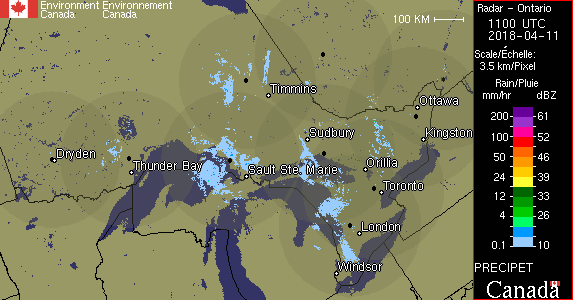 Environment Environnement
Canada Canada
100 KM
Timmins
Ottawa
Sudbury
Kingston
Dryden
Thunder Bay
Sault Ste. Marie
Orillia
Toronto
London
Windsor
Radar - Ontario
1100 UTC
2018-04-11
Scale/Échelle:
3.5 km/Pixel
Rain/Pluie
mm/hr dBZ
200 61
100 52
50 46
24 39
12 33
4 26
0.1 10
PRECIPET
Canada